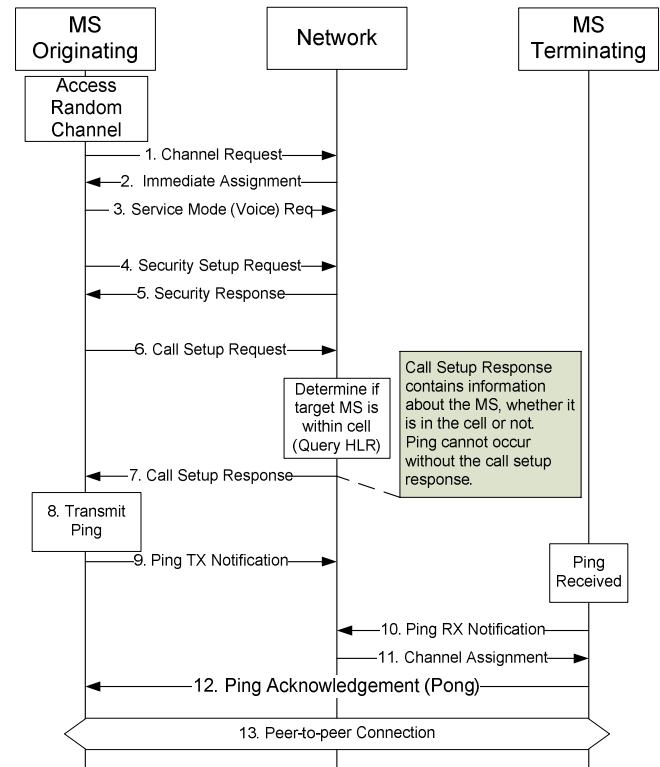 MS
Originating
Network
MS
Terminating
Access
Random
Channel
1. Channel Request
2. Immediate Assignment
3. Service Mode (Voice) Req
4. Security Setup Request
5. Security Response
6. Call Setup Request
Determine if
target MS is
within cell
(Query HLR)
Call Setup Response
contains information
about the MS, whether it
is in the cell or not.
Ping cannot occur
without the call setup
response.
7. Call Setup Response
8. Transmit
Ping
9. Ping TX Notification
Ping
Received
10. Ping RX Notification
11. Channel Assignment
12. Ping Acknowledgement (Pong)
13. Peer-to-peer Connection